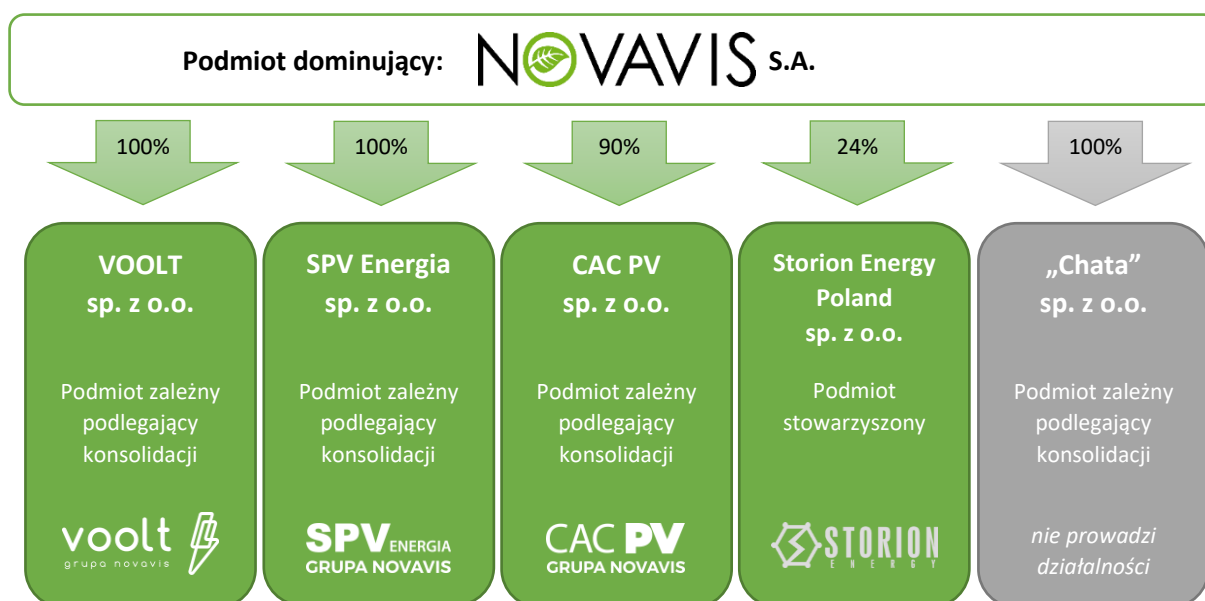 Podmiot dominujący: NOVAVIS S.A.
100%
100%
90%
24%
100%
VOOLT
sp. z o.o.
Podmiot zależny
podlegający
konsolidacji
voolt
grupa novavis
SPV Energia
sp. z o.o.
Podmiot zależny
podlegający
konsolidacji
SPV ENERGIA
GRUPA NOVAVIS
CAC PV
sp. z o.o.
Podmiot zależny
podlegający
konsolidacji
CAC PV
GRUPA NOVAVIS
Storion Energy
Poland
sp. z o.o.
Podmiot
stowarzyszony
STORION
ENERGY
„Chata”
sp. z o.o.
Podmiot zależny
podlegający
konsolidacji
nie prowadzi
działalności